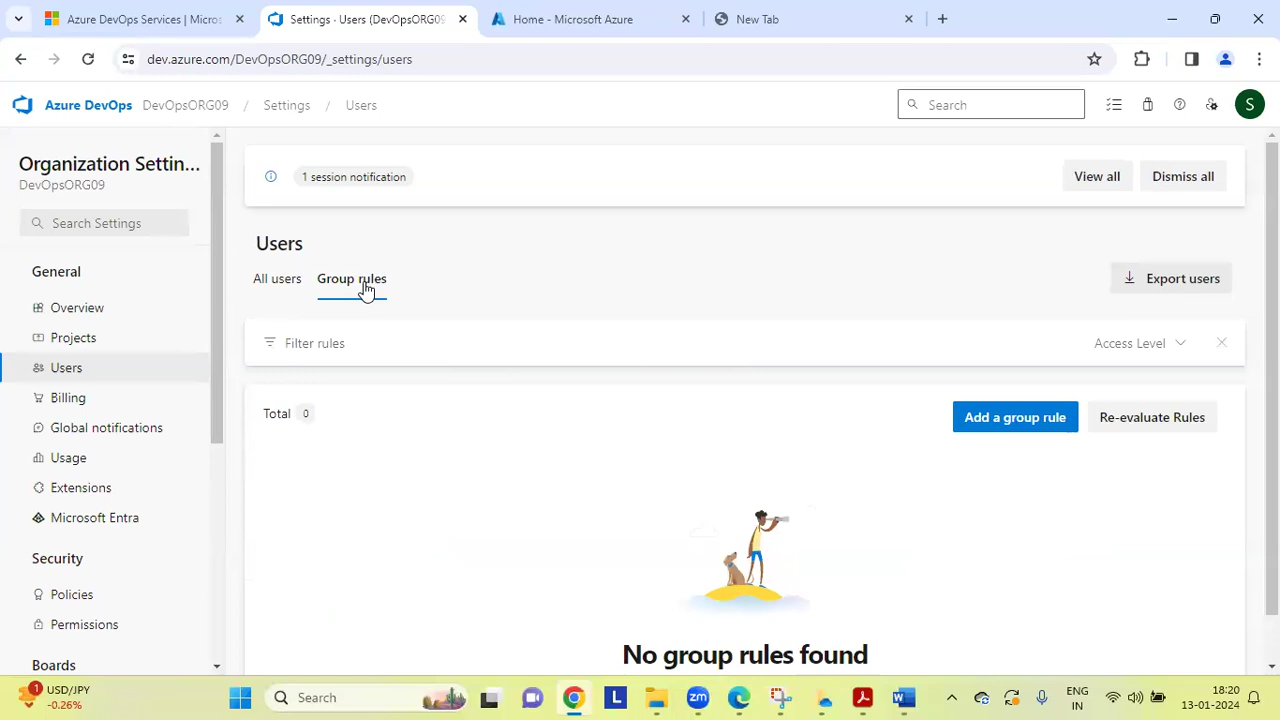 Azure DevOps Services | Micros
Settings · Users (DevOpsORG09
Home - Microsoft Azure
New Tab
dev.azure.com/DevOpsORG09/_settings/users
Azure DevOps DevOpsORG09 / Settings / Users
Search
S
Organization Settin...
DevOpsORG09
Search Settings
General
Overview
Projects
Users
Billing
Global notifications
Usage
Extensions
Microsoft Entra
Security
Policies
Permissions
Boards
1 session notification
View all
Dismiss all
Users
All users
Group rules
Export users
Filter rules
Access Level
Total 0
Add a group rule
Re-evaluate Rules
No group rules found
1
USD/JPY
-0.26%
Search
L
zm
W
ENG
IN
18:20
13-01-2024